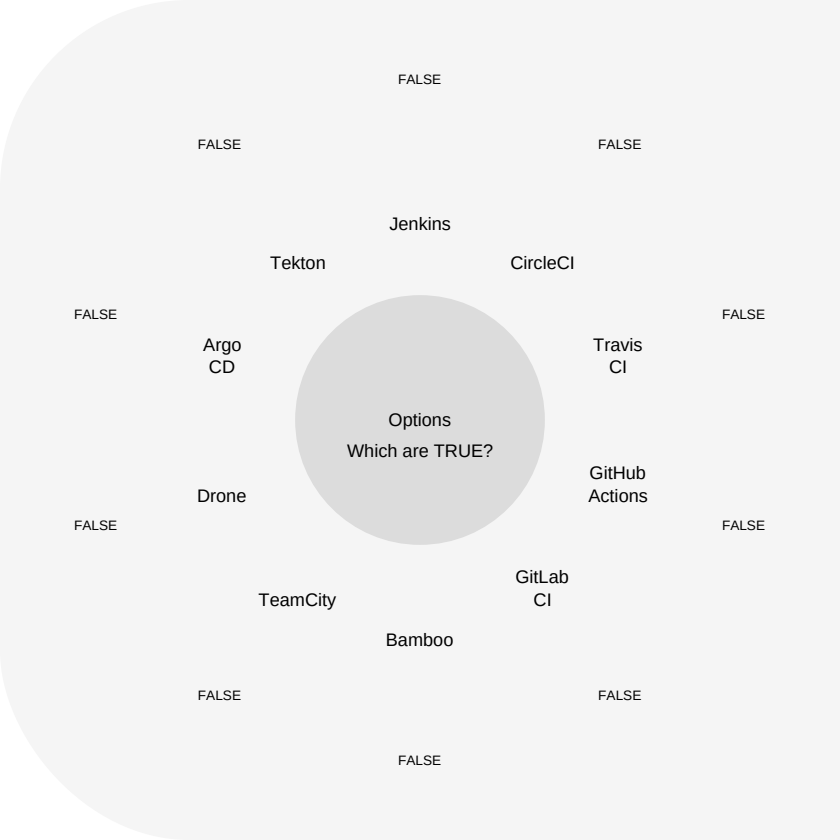 FALSE
FALSE
FALSE
Jenkins
Tekton
CircleCI
FALSE
FALSE
Argo
CD
Travis
CI
Options
Which are TRUE?
GitHub
Actions
Drone
FALSE
FALSE
GitLab
CI
TeamCity
Bamboo
FALSE
FALSE
FALSE